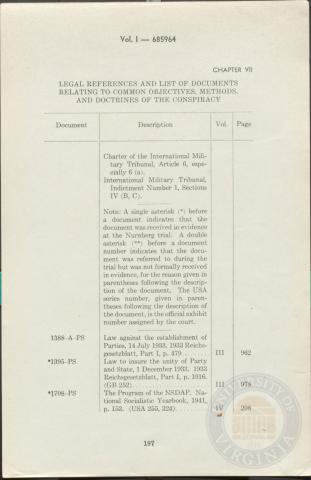 Vol. I — 685964
CHAPTER VII
LEGAL REFERENCES AND LIST OF DOCUMENTS
RELATING TO COMMON OBJECTIVES, METHODS,
AND DOCTRINES OF THE CONSPIRACY
Document Description Vol. Page
Charter of the International Mili-
tary Tribunal, Article 6, espe-
cially 6 (a).
International Military Tribunal,
Indictment Number 1, Sections
IV (B, C).
Note: A single asterisk (*) before
a document indicates that the
document was received in evidence
at the Nurnberg trial. A double
asterisk (**) before a document
number indicates that the docu-
ment was referred to during the
trial but was not formally received
in evidence, for the reason given in
parentheses following the descrip-
tion of the document. The USA
series number, given in paren-
theses following the description of
the document, is the official exhibit
number assigned by the court.
1388-A-PS Law against the establishment of
Parties, 14 July 1933. 1933 Reichs-
gesetzblatt, Part I, p. 479 III 962
*1395-PS Law to insure the unity of Party
and State, 1 December 1933. 1933
Reichsgesetzblatt, Part I, p. 1016.
(GB 252) III 978
*1708-PS The Program of the NSDAP. Na-
tional Socialistic Yearbook, 1941,
p. 153. (USA 255, 324) IV 208
197
UNIVERSITY OF
VIRGINIA